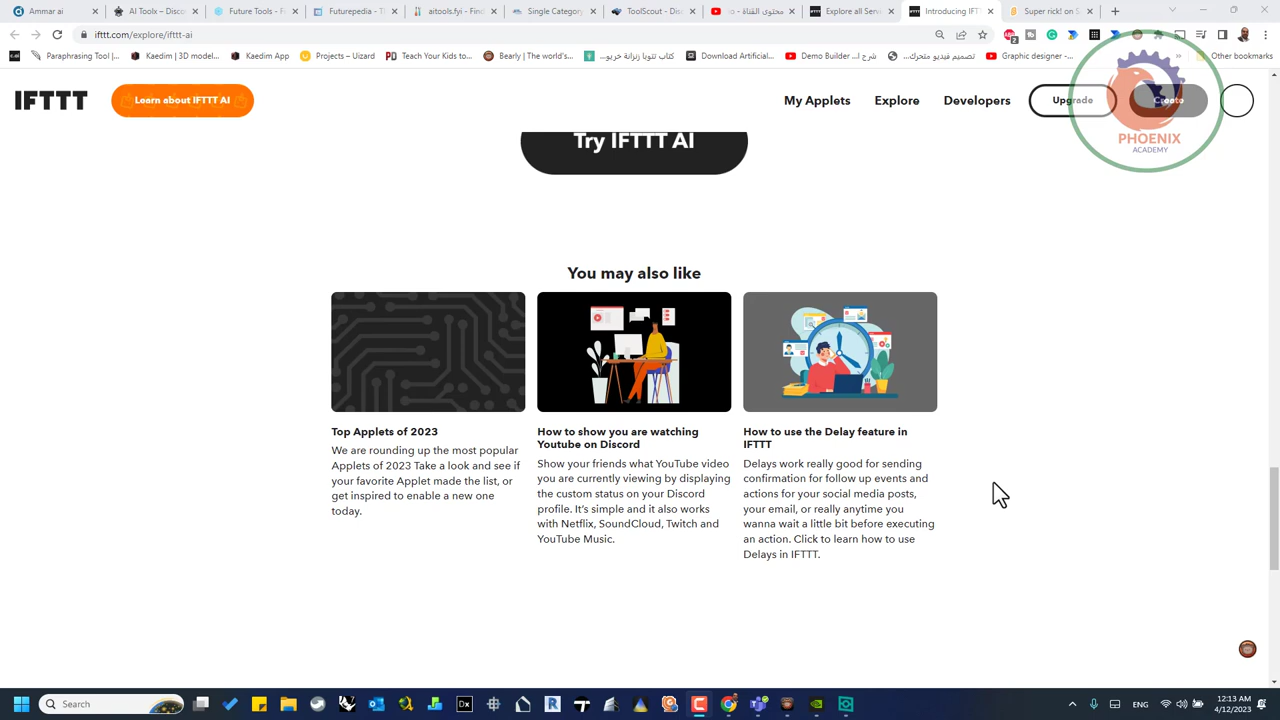 Ammar ai
AI Toolx – Disco
Future Tools - F
Futurepedia - T
aitools.fyi - Find
Single Category
ToolScout - Dis
محتوى القناة - yo
Explore all Serv
Introducing IFT
Super rick! on S
ifttt.com/explore/ifttt-ai
Paraphrasing Tool |...
Kaedim | 3D model...
Kaedim App
Projects – Uizard
Teach Your Kids to...
Bearly | The world's...
Download Artificial...
Demo Builder
تصميم فيديو متحرك...
Graphic designer -...
Other bookmarks
IFTTT
Learn about IFTTT AI
My Applets
Explore
Developers
Upgrade
Create
PHOENIX
ACADEMY
Try IFTTT AI
You may also like
Top Applets of 2023
We are rounding up the most popular
Applets of 2023 Take a look and see if
your favorite Applet made the list, or
get inspired to enable a new one
today.
How to show you are watching
Youtube on Discord
Show your friends what YouTube video
you are currently viewing by displaying
the custom status on your Discord
profile. It's simple and it also works
with Netflix, SoundCloud, Twitch and
YouTube Music.
How to use the Delay feature in
IFTTT
Delays work really good for sending
confirmation for follow up events and
actions for your social media posts,
your email, or really anytime you
wanna wait a little bit before executing
an action. Click to learn how to use
Delays in IFTTT.
Search
ENG
12:13 AM
4/12/2023